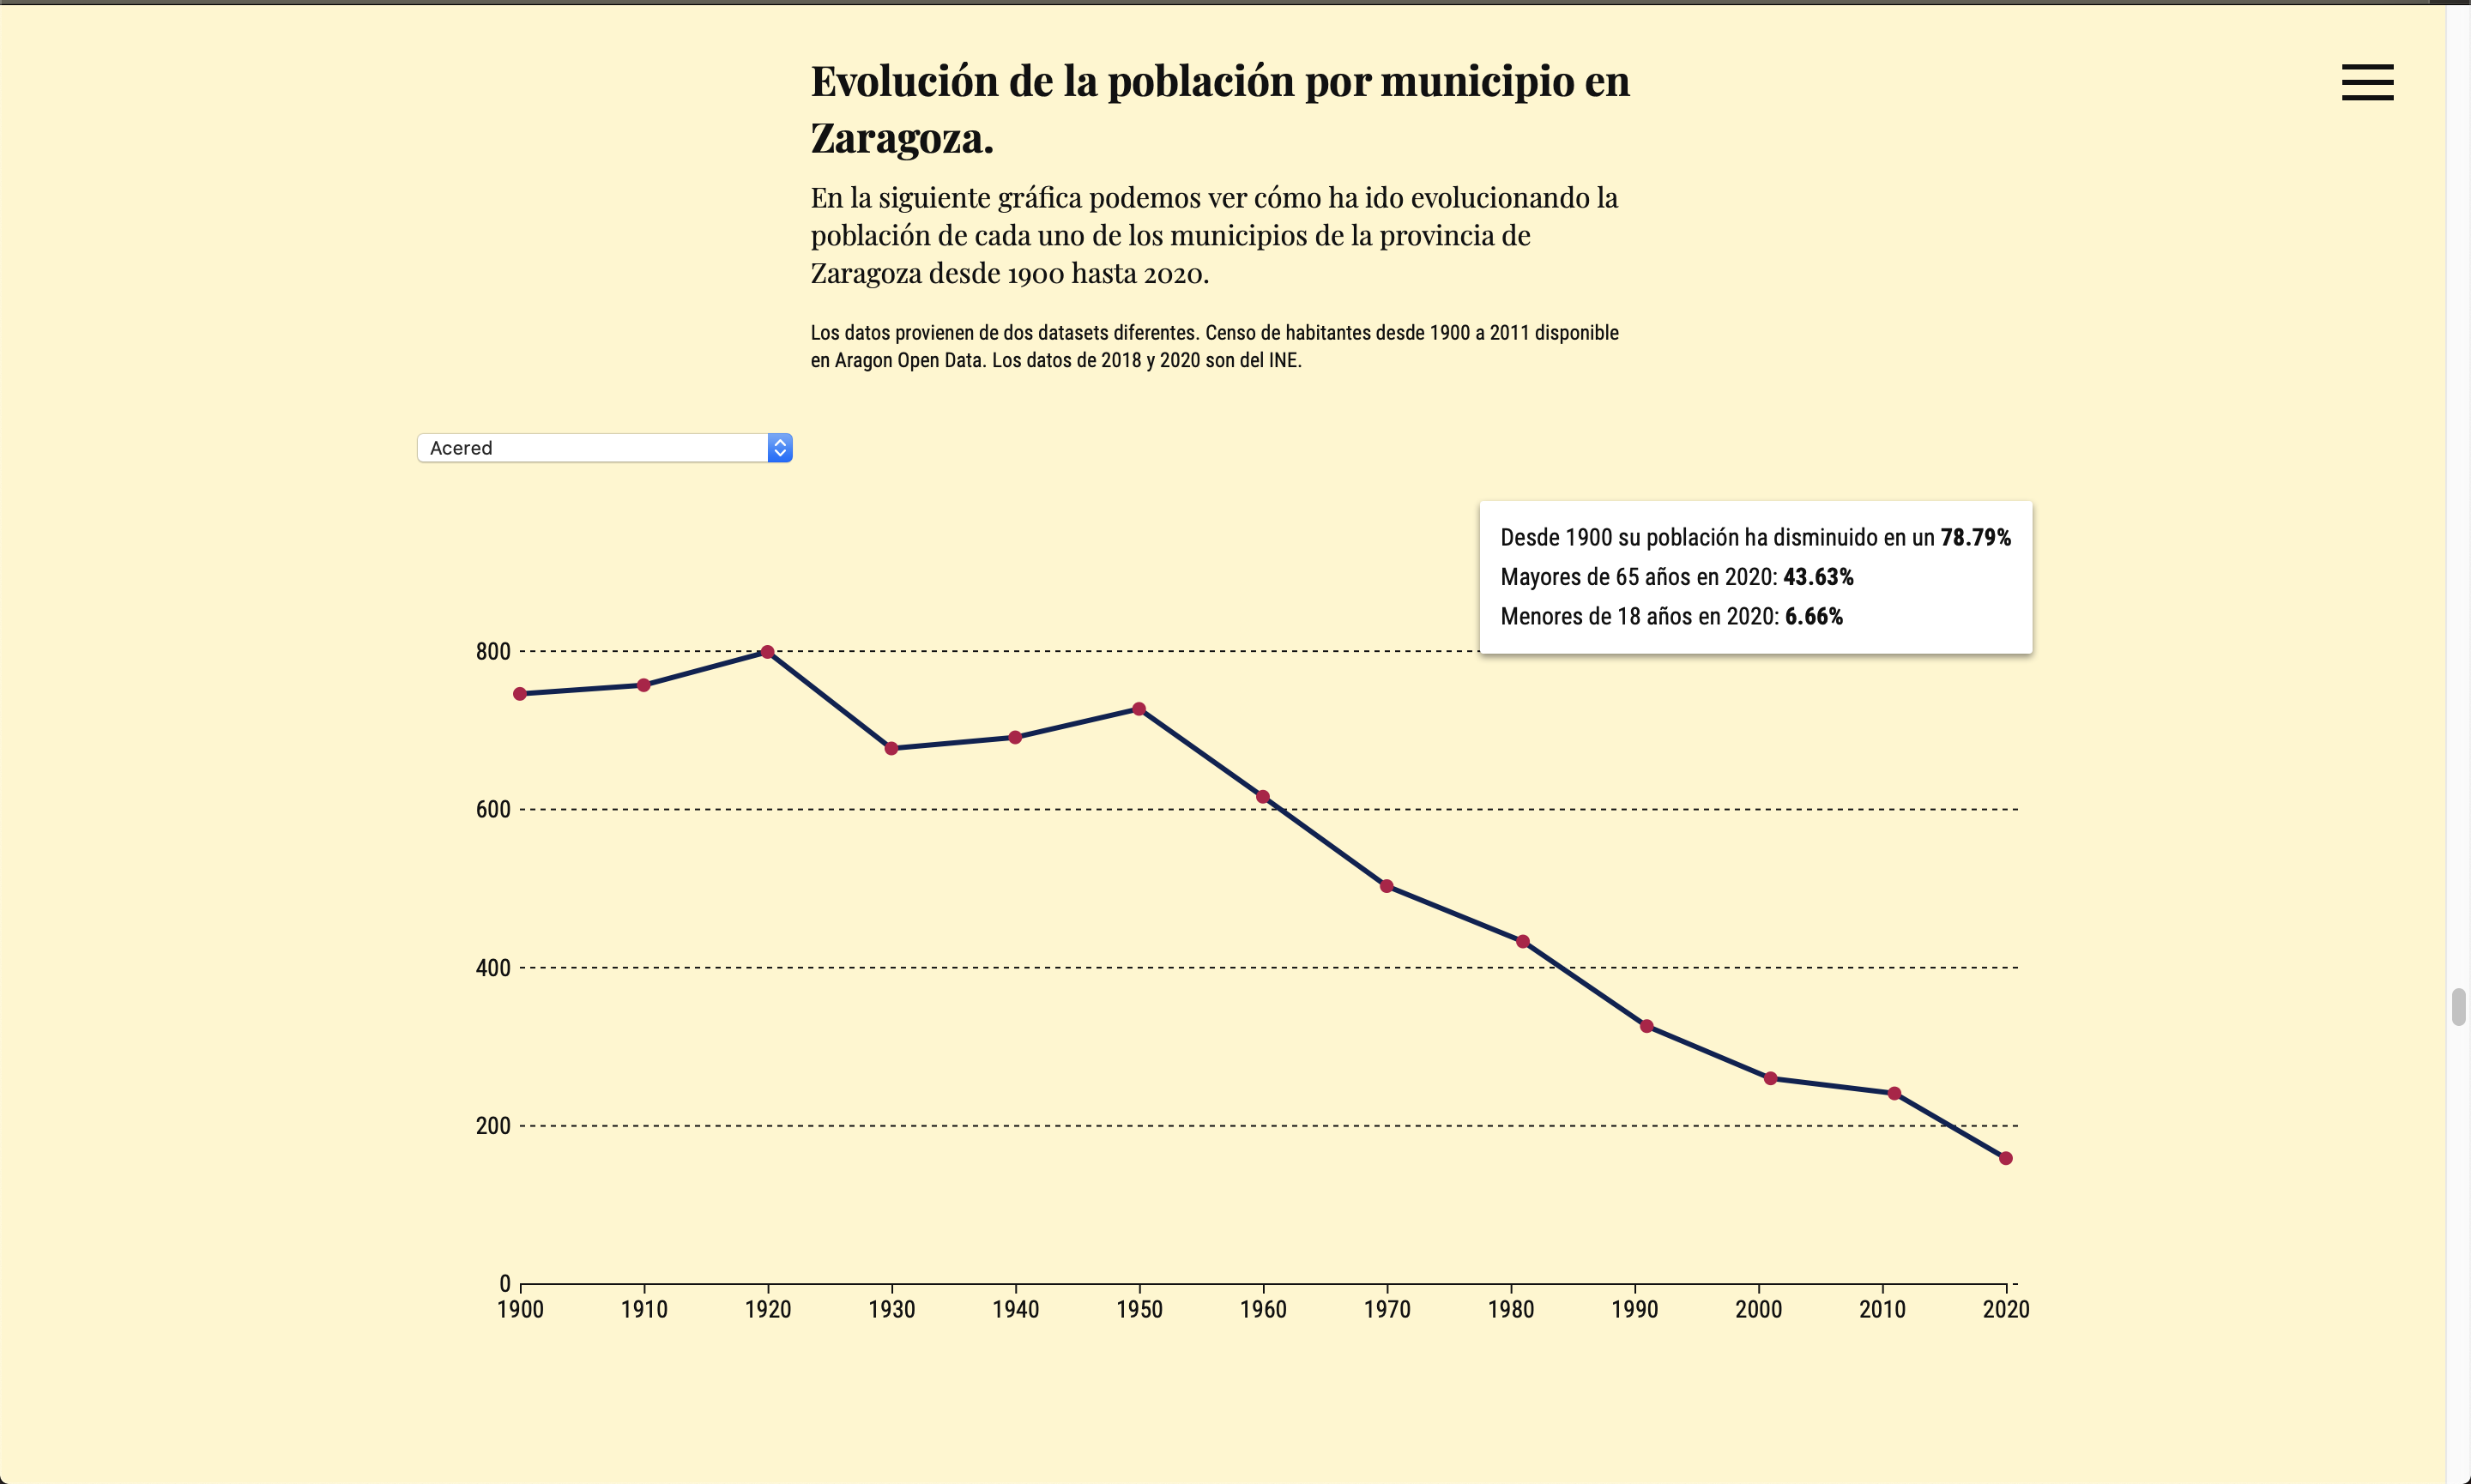 Evolución de la población por municipio en
Zaragoza.
En la siguiente gráfica podemos ver cómo ha ido evolucionando la
población de cada uno de los municipios de la provincia de
Zaragoza desde 1900 hasta 2020.
Los datos provienen de dos datasets diferentes. Censo de habitantes desde 1900 a 2011 disponible
en Aragon Open Data. Los datos de 2018 y 2020 son del INE.
Acered
Desde 1900 su población ha disminuido en un 78.79%
Mayores de 65 años en 2020: 43.63%
Menores de 18 años en 2020: 6.66%
800
600
400
200
0
1900 1910 1920 1930 1940 1950 1960 1970 1980 1990 2000 2010 2020